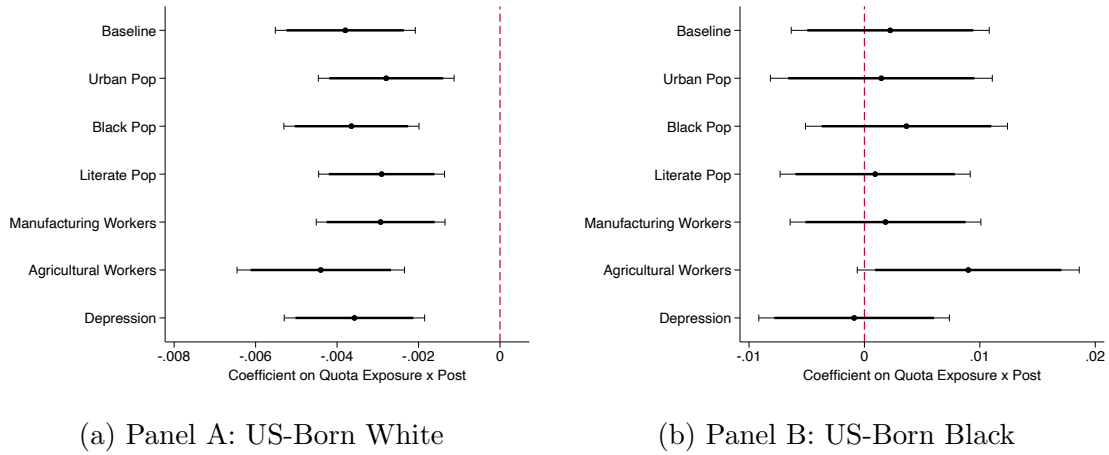 Baseline
Urban Pop
Black Pop
Literate Pop
Manufacturing Workers
Agricultural Workers
Depression
-.008 -.006 -.004 -.002 0
Coefficient on Quota Exposure x Post
(a) Panel A: US-Born White
Baseline
Urban Pop
Black Pop
Literate Pop
Manufacturing Workers
Agricultural Workers
Depression
-.01 0 .01 .02
Coefficient on Quota Exposure x Post
(b) Panel B: US-Born Black